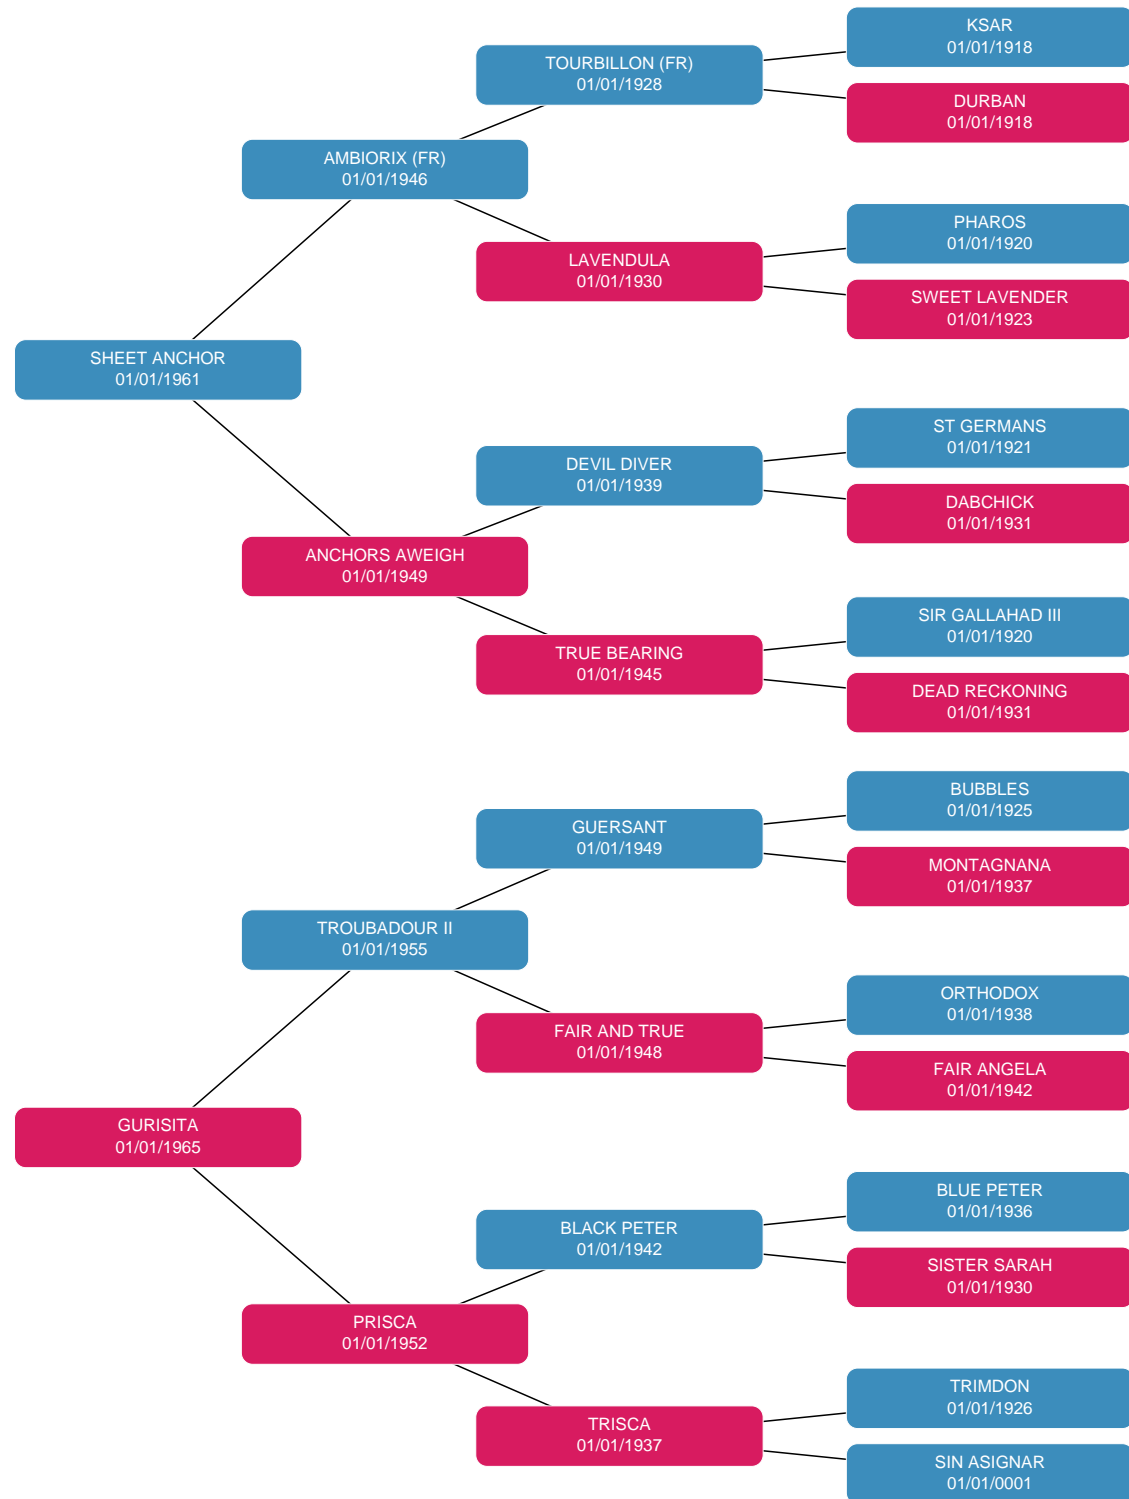 KSAR
01/01/1918
TOURBILLON (FR)
01/01/1928
DURBAN
01/01/1918
AMBIORIX (FR)
01/01/1946
PHAROS
01/01/1920
LAVENDULA
01/01/1930
SWEET LAVENDER
01/01/1923
SHEET ANCHOR
01/01/1961
ST GERMANS
01/01/1921
DEVIL DIVER
01/01/1939
DABCHICK
01/01/1931
ANCHORS AWEIGH
01/01/1949
SIR GALLAHAD III
01/01/1920
TRUE BEARING
01/01/1945
DEAD RECKONING
01/01/1931
BUBBLES
01/01/1925
GUERSANT
01/01/1949
MONTAGNANA
01/01/1937
TROUBADOUR II
01/01/1955
ORTHODOX
01/01/1938
FAIR AND TRUE
01/01/1948
FAIR ANGELA
01/01/1942
GURISITA
01/01/1965
BLUE PETER
01/01/1936
BLACK PETER
01/01/1942
SISTER SARAH
01/01/1930
PRISCA
01/01/1952
TRIMDON
01/01/1926
TRISCA
01/01/1937
SIN ASIGNAR
01/01/0001